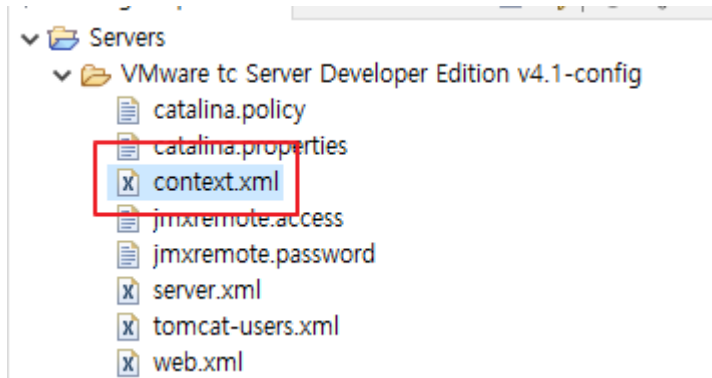 Servers
VMware tc Server Developer Edition v4.1-config
catalina.policy
catalina.properties
context.xml
jmxremote.access
jmxremote.password
server.xml
tomcat-users.xml
web.xml